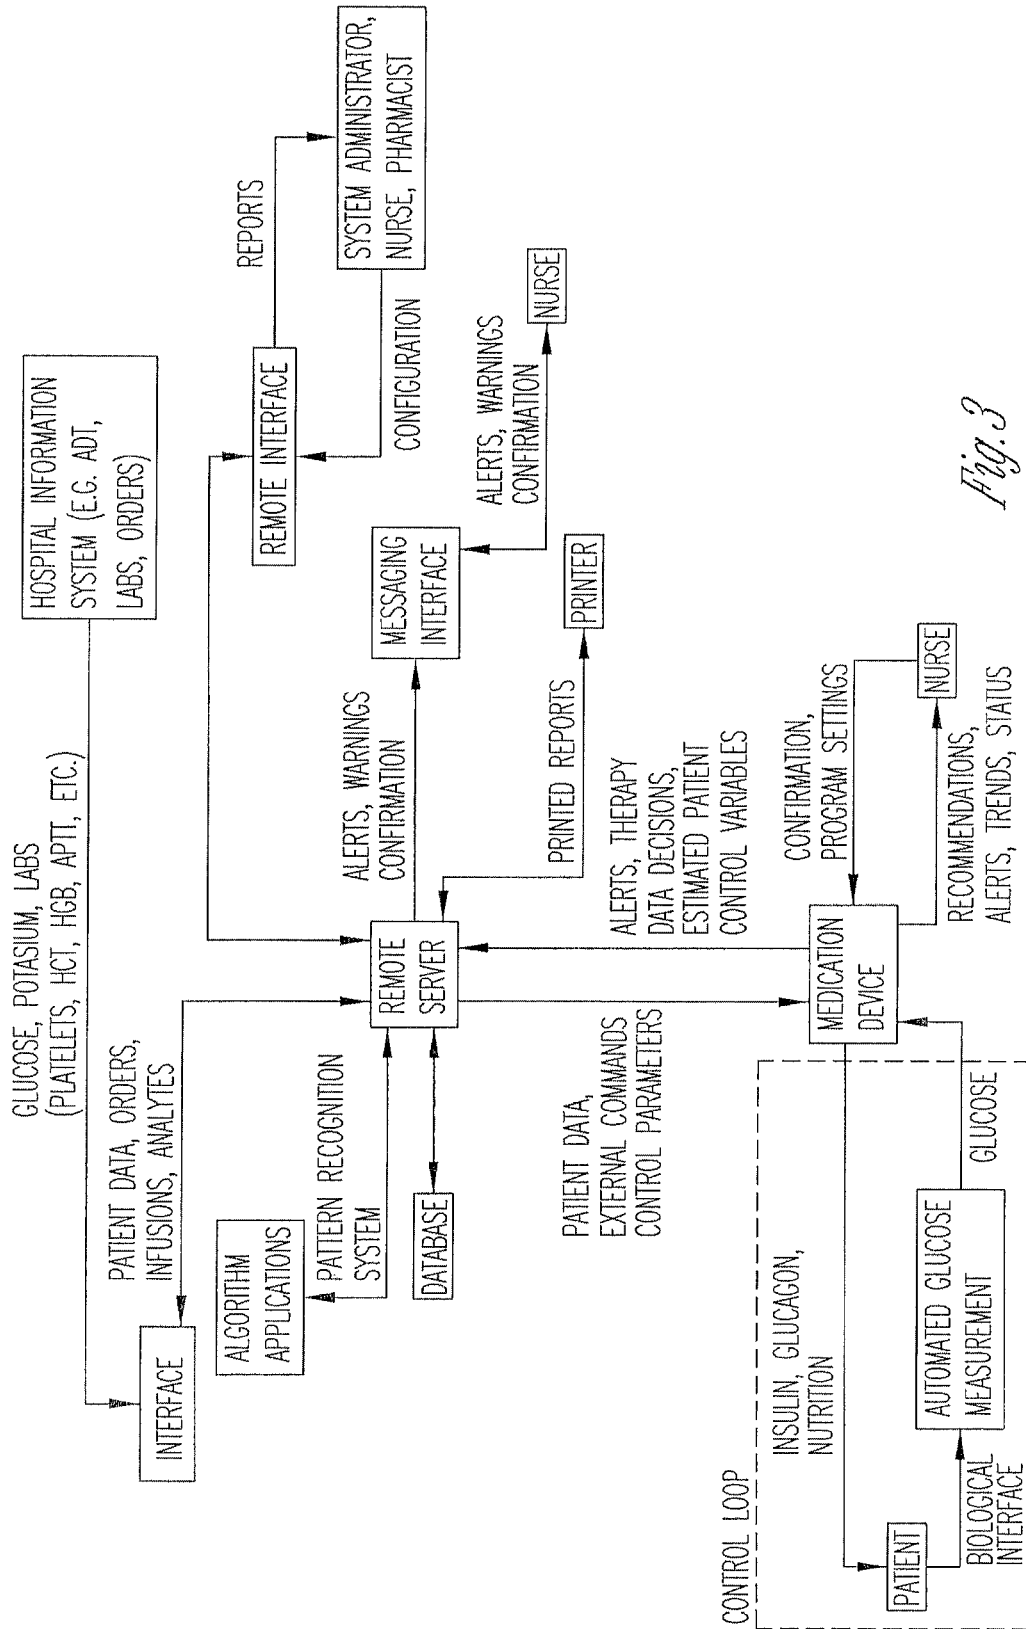 GLUCOSE, POTASIUM, LABS
(PLATELETS, HCT, HGB, APTT, ETC.)
HOSPITAL INFORMATION
SYSTEM (E.G. ADT,
LABS, ORDERS)
PATIENT DATA, ORDERS,
INFUSIONS, ANALYTES
INTERFACE
REPORTS
REMOTE INTERFACE
SYSTEM ADMINISTRATOR,
NURSE, PHARMACIST
CONFIGURATION
ALGORITHM
APPLICATIONS
PATTERN RECOGNITION
SYSTEM
DATABASE
REMOTE
SERVER
ALERTS, WARNINGS
CONFIRMATION
MESSAGING
INTERFACE
ALERTS, WARNINGS
CONFIRMATION
NURSE
PRINTED REPORTS
PRINTER
PATIENT DATA,
EXTERNAL COMMANDS
CONTROL PARAMETERS
ALERTS, THERAPY
DATA DECISIONS,
ESTIMATED PATIENT
CONTROL VARIABLES
CONTROL LOOP
INSULIN, GLUCAGON,
NUTRITION
PATIENT
BIOLOGICAL
INTERFACE
AUTOMATED GLUCOSE
MEASUREMENT
GLUCOSE
MEDICATION
DEVICE
CONFIRMATION,
PROGRAM SETTINGS
NURSE
RECOMMENDATIONS,
ALERTS, TRENDS, STATUS
Fig. 3